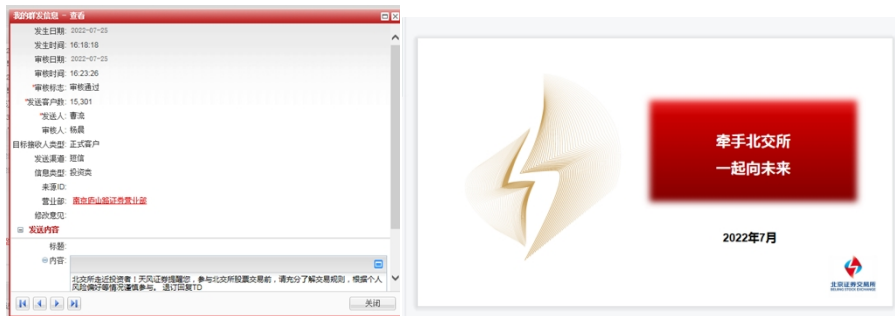 我的群发信息 - 查看
发生日期: 2022-07-25
发生时间: 16:18:18
审核日期: 2022-07-25
审核时间: 16:23:26
*审核标志: 审核通过
*发送客户数: 15,301
*发送人: 曹流
审核人: 杨晨
目标接收人类型: 正式客户
发送渠道: 短信
信息类型: 投资类
来源ID:
营业部: 南京庐山路证券营业部
修改意见:
发送内容
标题:
内容:
北交所走近投资者！天风证券提醒您，参与北交所股票交易前，请充分了解交易规则，根据个人
风险偏好等情况谨慎参与。 退订回复TD
关闭
牵手北交所
一起向未来
2022年7月
北京证券交易所
BEIJING STOCK EXCHANGE